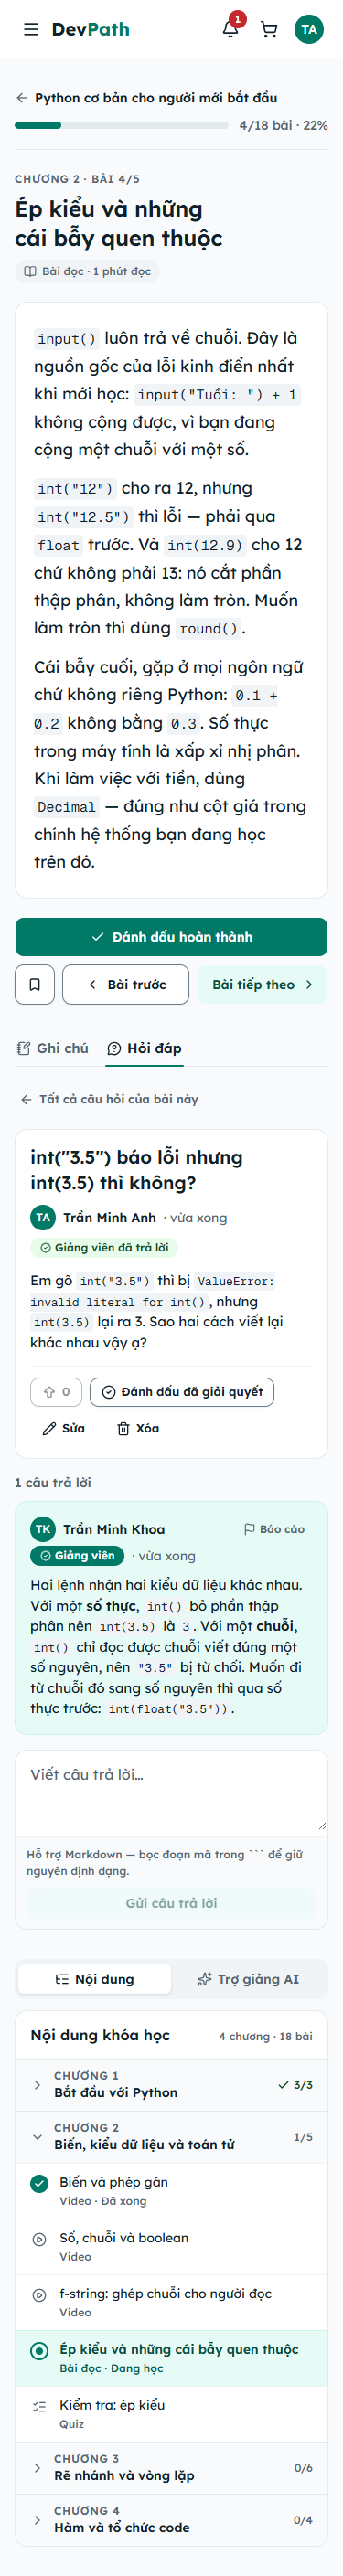 DevPath
1
TA
Python cơ bản cho người mới bắt đầu
4/18 bài · 22%
CHƯƠNG 2 · BÀI 4/5
Ép kiểu và những
cái bẫy quen thuộc
Bài đọc · 1 phút đọc
input() luôn trả về chuỗi. Đây là
nguồn gốc của lỗi kinh điển nhất
khi mới học: input("Tuổi: ") + 1
không cộng được, vì bạn đang
cộng một chuỗi với một số.
int("12") cho ra 12, nhưng
int("12.5") thì lỗi — phải qua
float trước. Và int(12.9) cho 12
chứ không phải 13: nó cắt phần
thập phân, không làm tròn. Muốn
làm tròn thì dùng round().
Cái bẫy cuối, gặp ở mọi ngôn ngữ
chứ không riêng Python: 0.1 +
0.2 không bằng 0.3. Số thực
trong máy tính là xấp xỉ nhị phân.
Khi làm việc với tiền, dùng
Decimal — đúng như cột giá trong
chính hệ thống bạn đang học
trên đó.
Đánh dấu hoàn thành
Bài trước
Bài tiếp theo
Ghi chú
Hỏi đáp
Tất cả câu hỏi của bài này
int("3.5") báo lỗi nhưng
int(3.5) thì không?
TA Trần Minh Anh · vừa xong
Giảng viên đã trả lời
Em gõ int("3.5") thì bị ValueError:
invalid literal for int(), nhưng
int(3.5) lại ra 3. Sao hai cách viết lại
khác nhau vậy ạ?
0
Đánh dấu đã giải quyết
Sửa
Xóa
1 câu trả lời
TK Trần Minh Khoa
Báo cáo
Giảng viên · vừa xong
Hai lệnh nhận hai kiểu dữ liệu khác nhau.
Với một số thực, int() bỏ phần thập
phân nên int(3.5) là 3. Với một chuỗi,
int() chỉ đọc được chuỗi viết đúng một
số nguyên, nên "3.5" bị từ chối. Muốn đi
từ chuỗi đó sang số nguyên thì qua số
thực trước: int(float("3.5")).
Viết câu trả lời...
Hỗ trợ Markdown — bọc đoạn mã trong ``` để giữ
nguyên định dạng.
Gửi câu trả lời
Nội dung
Trợ giảng AI
Nội dung khóa học
4 chương · 18 bài
CHƯƠNG 1
Bắt đầu với Python
3/3
CHƯƠNG 2
Biến, kiểu dữ liệu và toán tử
1/5
Biến và phép gán
Video · Đã xong
Số, chuỗi và boolean
Video
f-string: ghép chuỗi cho người đọc
Video
Ép kiểu và những cái bẫy quen thuộc
Bài đọc · Đang học
Kiểm tra: ép kiểu
Quiz
CHƯƠNG 3
Rẽ nhánh và vòng lặp
0/6
CHƯƠNG 4
Hàm và tổ chức code
0/4